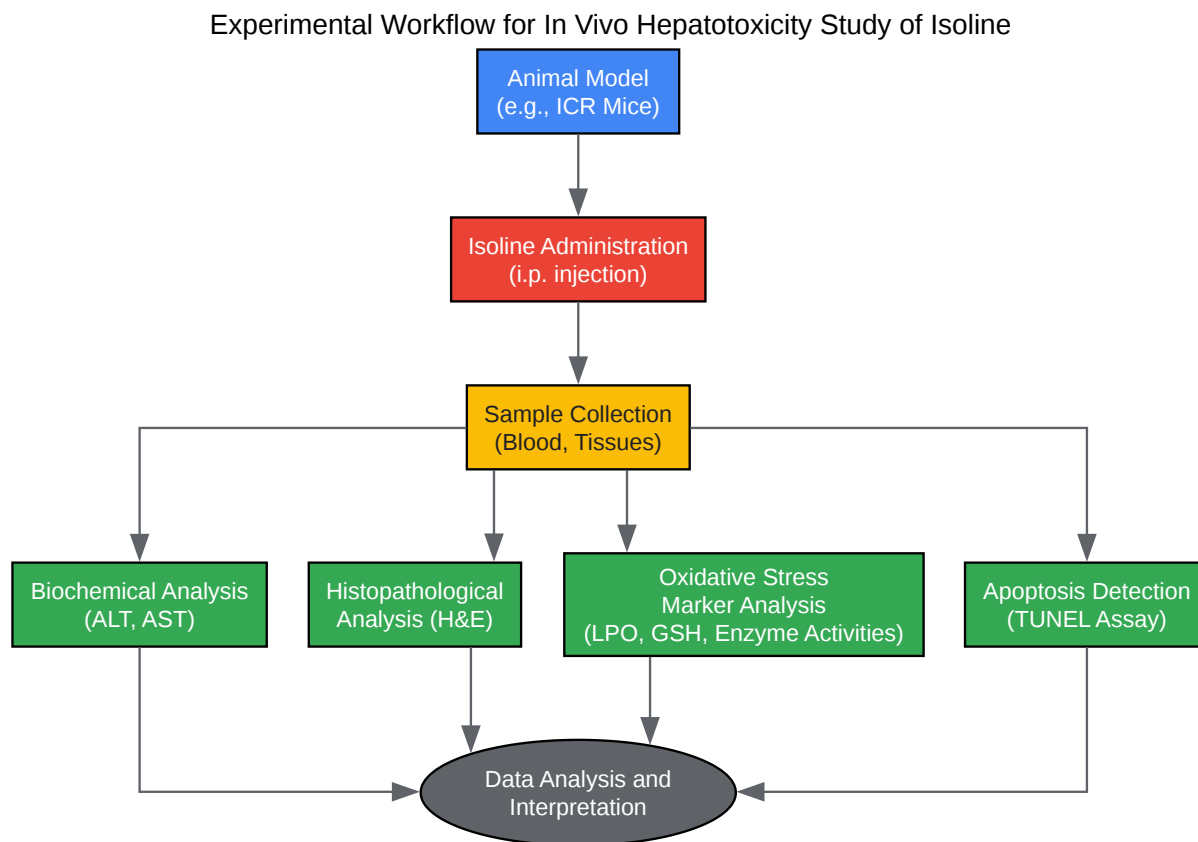 Experimental Workflow for In Vivo Hepatotoxicity Study of Isoline
Animal Model
(e.g., ICR Mice)
Isoline Administration
(i.p. injection)
Sample Collection
(Blood, Tissues)
Biochemical Analysis
(ALT, AST)
Histopathological
Analysis (H&E)
Oxidative Stress
Marker Analysis
(LPO, GSH, Enzyme Activities)
Apoptosis Detection
(TUNEL Assay)
Data Analysis and
Interpretation